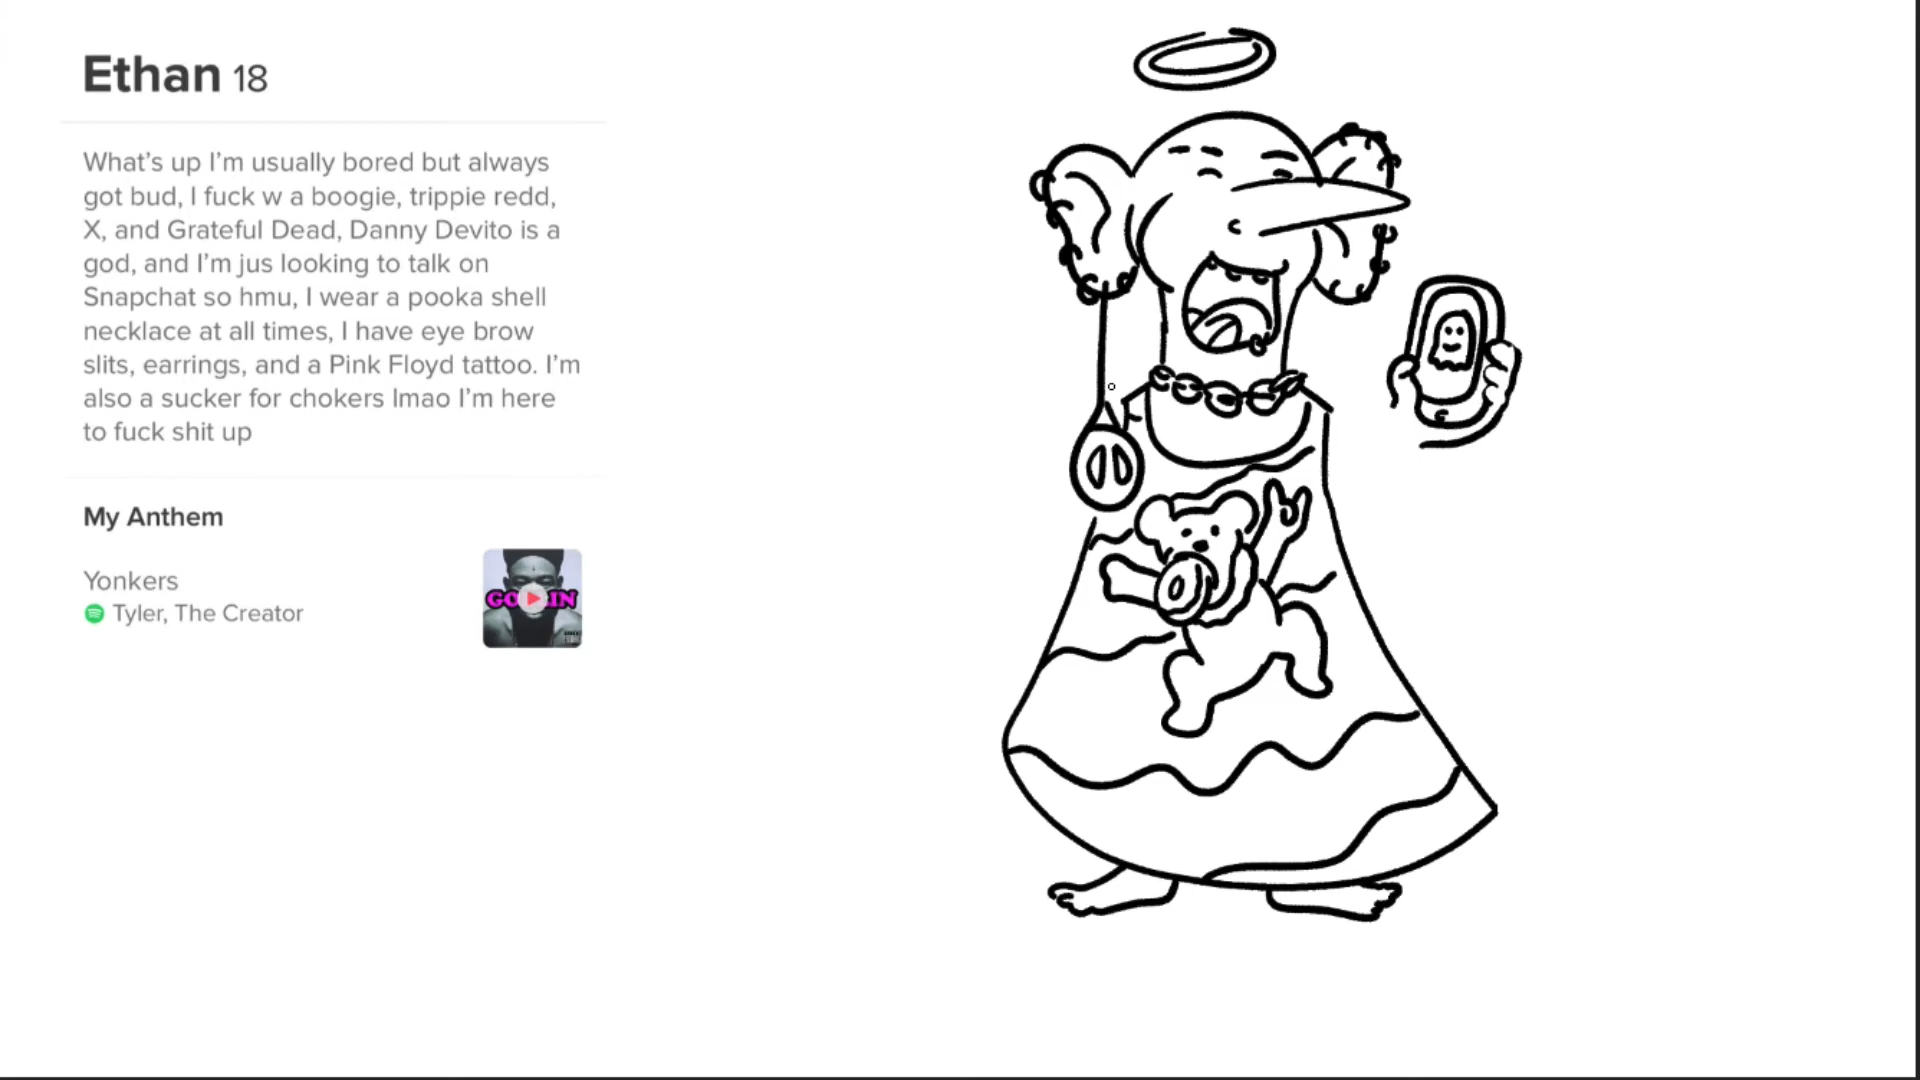 Ethan 18
What's up I'm usually bored but always
got bud, I fuck w a boogie, trippie redd,
X, and Grateful Dead, Danny Devito is a
god, and I'm jus looking to talk on
Snapchat so hmu, I wear a pooka shell
necklace at all times, I have eye brow
slits, earrings, and a Pink Floyd tattoo. I'm
also a sucker for chokers lmao I'm here
to fuck shit up
My Anthem
Yonkers
Tyler, The Creator